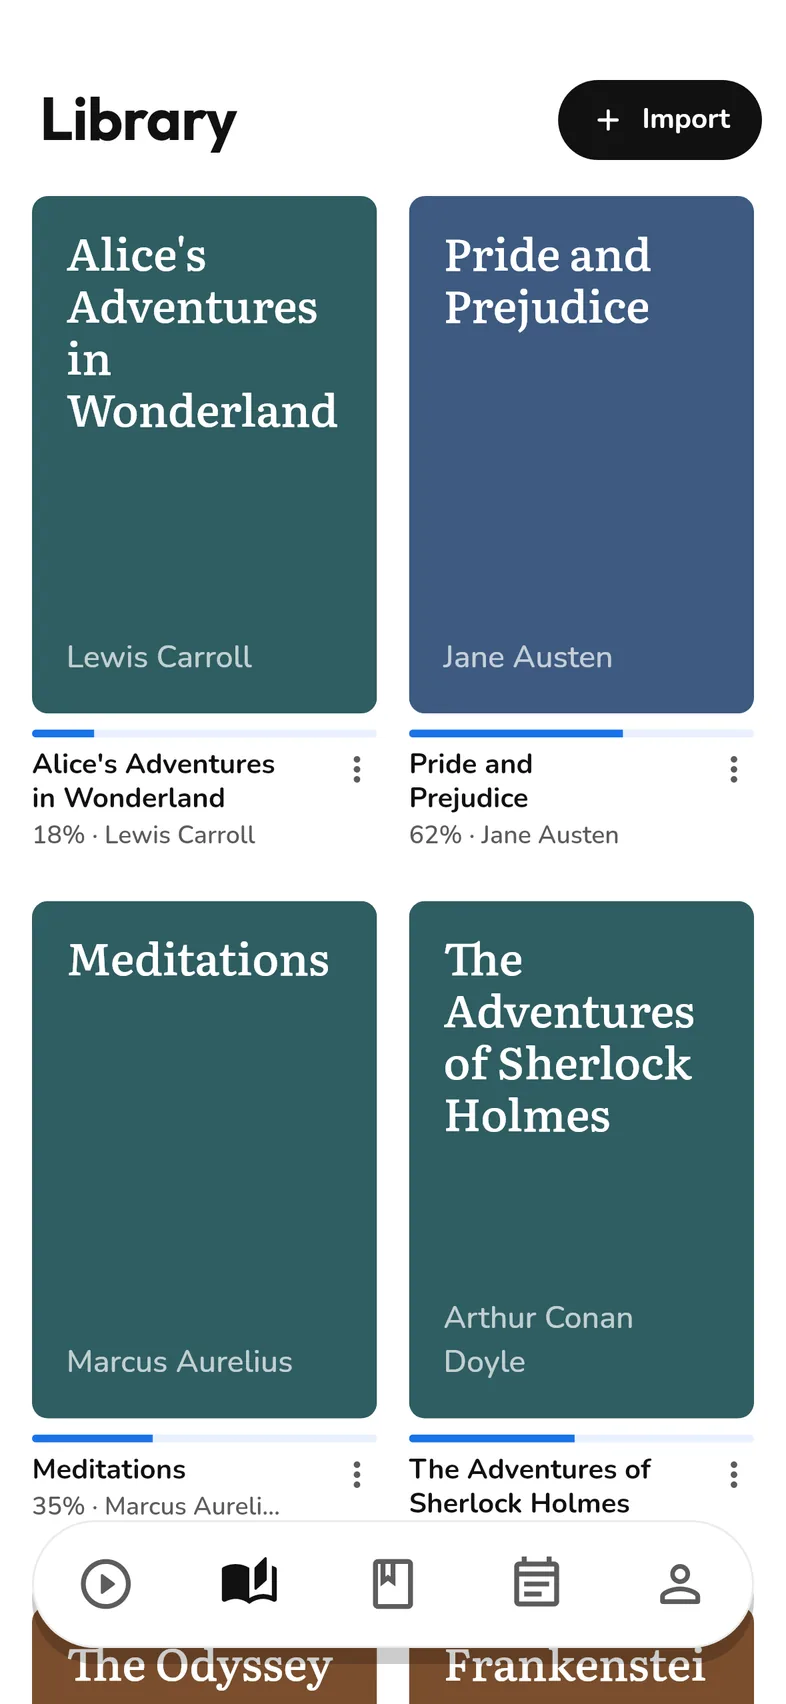 Library
Import
Alice's
Adventures
in
Wonderland
Lewis Carroll
Pride and
Prejudice
Jane Austen
Alice's Adventures
in Wonderland
18% · Lewis Carroll
Pride and
Prejudice
62% · Jane Austen
Meditations
Marcus Aurelius
The
Adventures
of Sherlock
Holmes
Arthur Conan
Doyle
Meditations
35% · Marcus Aureli...
The Adventures of
Sherlock Holmes
The Odyssey
Frankenstei